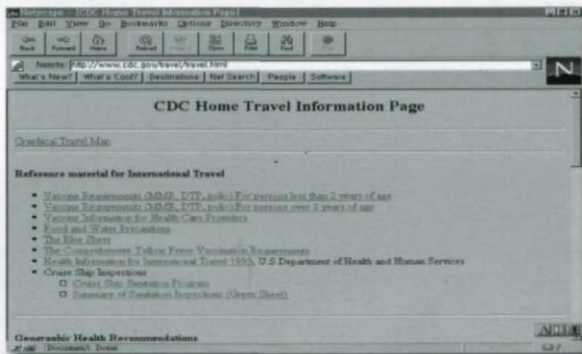 Netscape - [CDC Home Travel Information Page]
File Edit View Go Bookmarks Options Directory Window Help
Back Forward Home Reload Open Print Find
Netsite: http://www.cdc.gov/travel/travel.html
What's New? What's Cool? Destinations Net Search People Software
N
CDC Home Travel Information Page
Graphical Travel Map
Reference material for International Travel
Vaccine Requirements (MMR, DTP, polio) For persons less than 2 years of age
Vaccine Requirements (MMR, DTP, polio) For persons over 2 years of age
Vaccine Information for Health Care Providers
Food and Water Precautions
The Blue Sheet
The Comprehensive Yellow Fever Vaccination Requirements
Health Information for International Travel 1995, U.S Department of Health and Human Services
Cruise Ship Inspections
Cruise Ship Sanitation Program
Summary of Sanitation Inspections (Green Sheet)
Geographic Health Recommendations
Document: Done